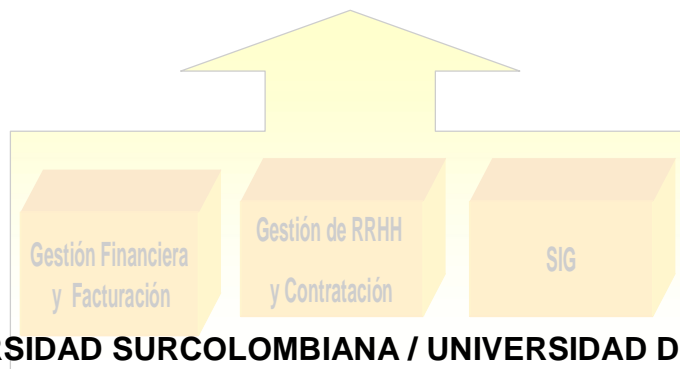 Gestión Financiera
y Facturación
Gestión de RRHH
y Contratación
SIG
RSIDAD SURCOLOMBIANA / UNIVERSIDAD D